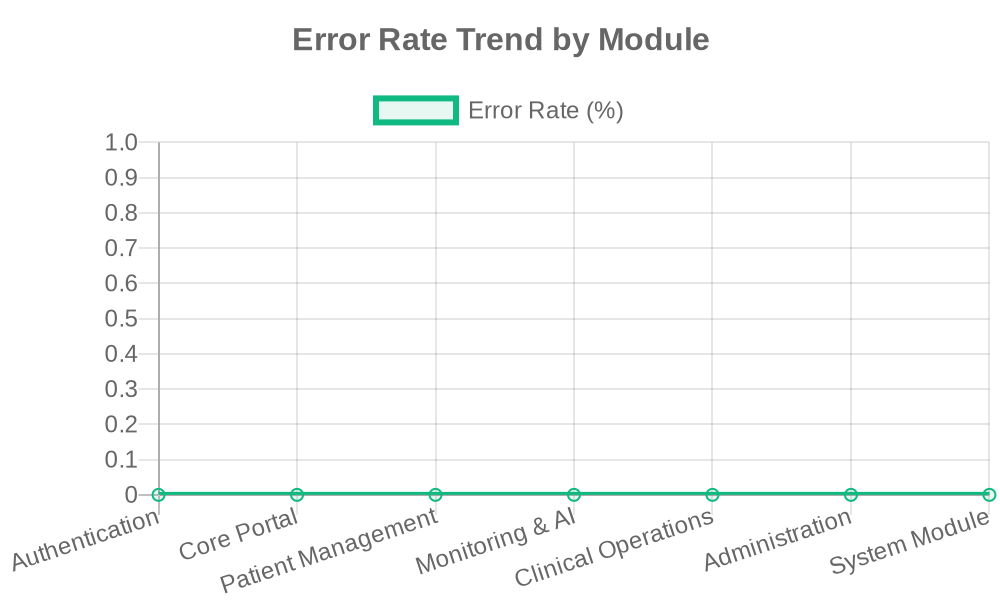 Error Rate Trend by Module
Error Rate (%)
1.0
0.9
0.8
0.7
0.6
0.5
0.4
0.3
0.2
0.1
0
Authentication
Core Portal
Patient Management
Monitoring & AI
Clinical Operations
Administration
System Module